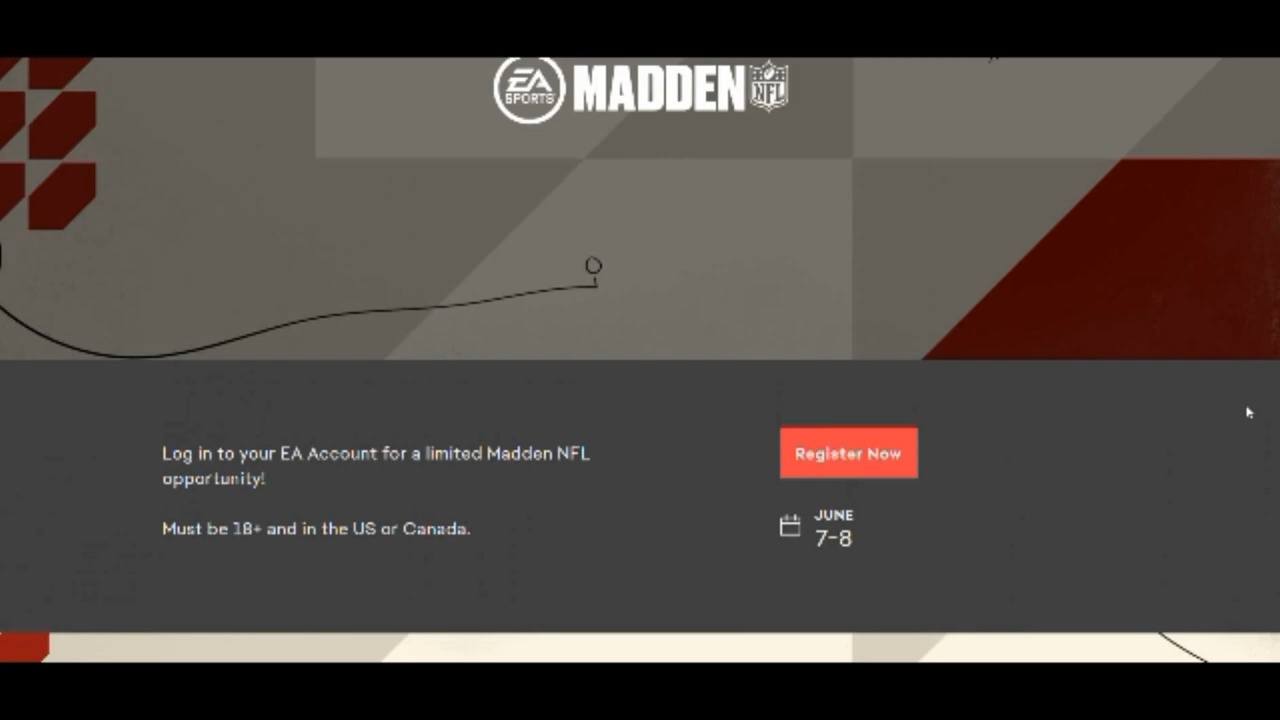 EA SPORTS MADDEN NFL
Log in to your EA Account for a limited Madden NFL
opportunity!
Must be 18+ and in the US or Canada.
Register Now
JUNE
7-8